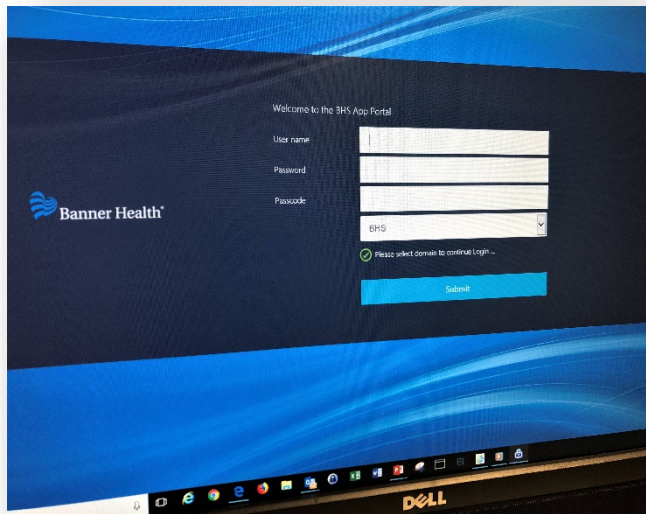 Welcome to the BHS App Portal
User name
Password
Passcode
Banner Health®
BHS
Please select domain to continue Login ...
Submit
DELL